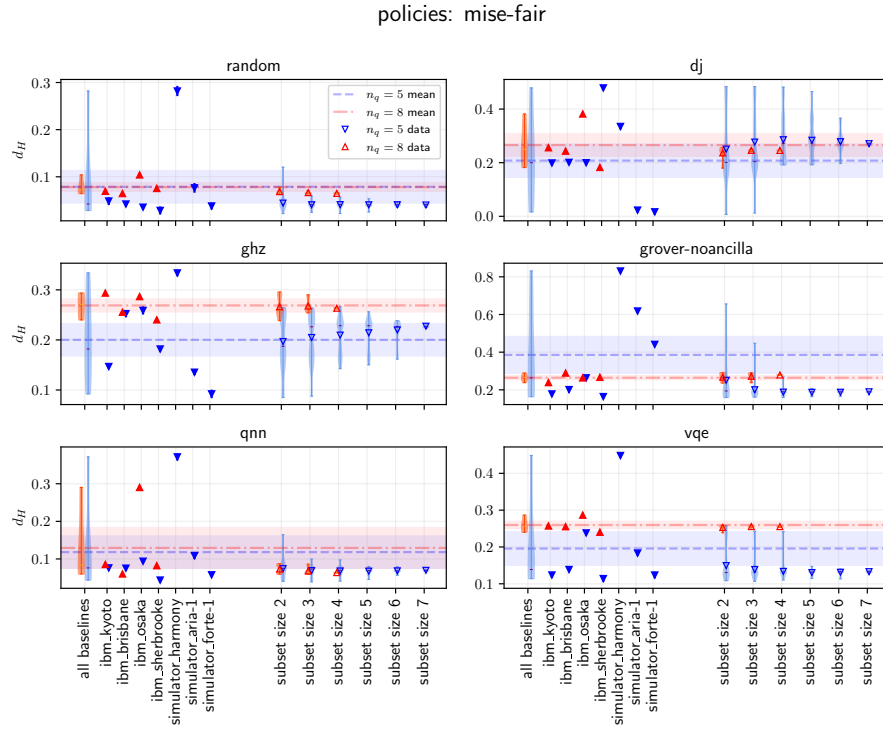 policies: mise-fair
random
dj
0.3
0.2
0.1
d_H
n_q = 5 mean
n_q = 8 mean
n_q = 5 data
n_q = 8 data
0.4
0.2
0.0
ghz
grover-noancilla
0.3
0.2
0.1
d_H
0.8
0.6
0.4
0.2
qnn
vqe
0.3
0.2
0.1
d_H
0.4
0.3
0.2
0.1
all baselines
ibm_kyoto
ibm_brisbane
ibm_osaka
ibm_sherbrooke
simulator_harmony
simulator_aria-1
simulator_forte-1
subset size 2
subset size 3
subset size 4
subset size 5
subset size 6
subset size 7
all baselines
ibm_kyoto
ibm_brisbane
ibm_osaka
ibm_sherbrooke
simulator_harmony
simulator_aria-1
simulator_forte-1
subset size 2
subset size 3
subset size 4
subset size 5
subset size 6
subset size 7